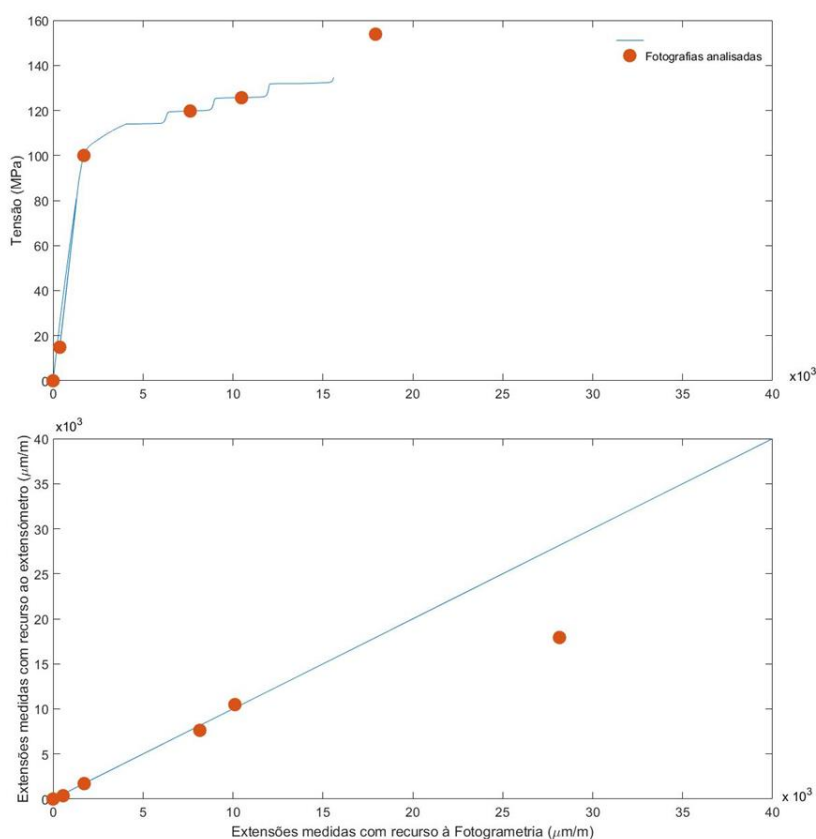 160
140
120
100
80
60
40
20
0
Tensão (MPa)
Fotografias analisadas
0 5 10 15 20 25 30 35 40
x10³
x10³
40
35
30
25
20
15
10
5
0
Extensões medidas com recurso ao extensómetro (μm/m)
0 5 10 15 20 25 30 35 40
x 10³
Extensões medidas com recurso à Fotogrametria (μm/m)